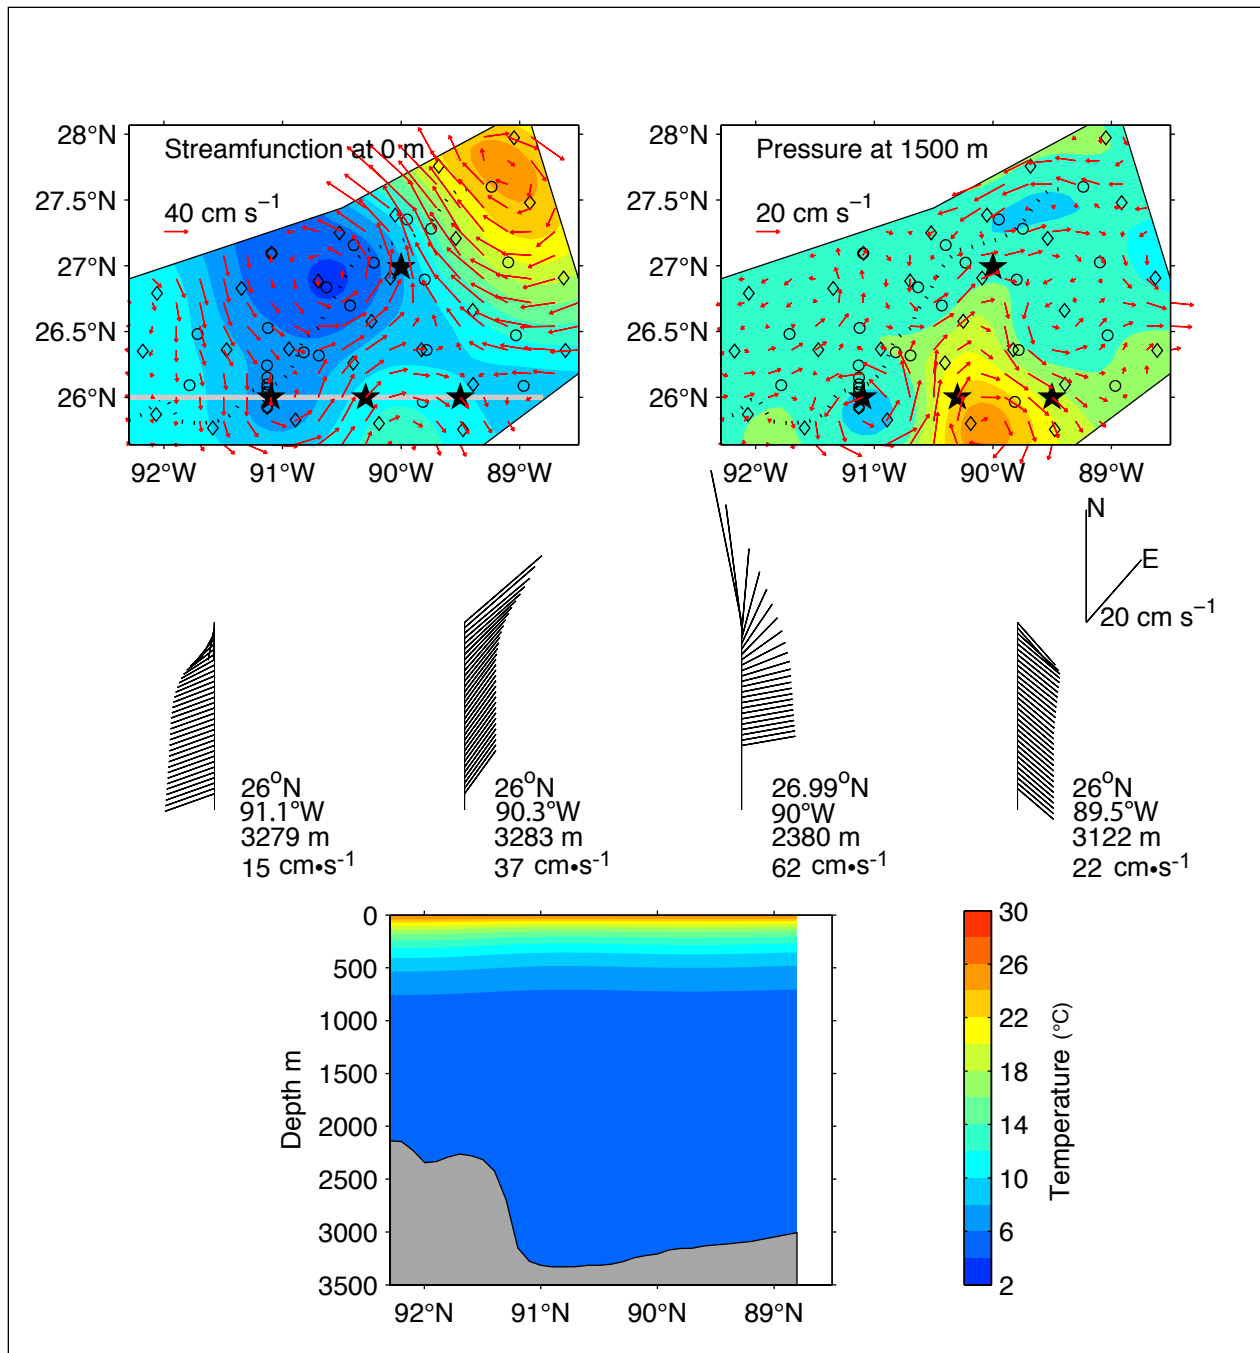 Streamfunction at 0 m
40 cm s⁻¹
28°N
27.5°N
27°N
26.5°N
26°N
92°W 91°W 90°W 89°W
Pressure at 1500 m
20 cm s⁻¹
28°N
27.5°N
27°N
26.5°N
26°N
92°W 91°W 90°W 89°W
N
E
20 cm s⁻¹
26°N
91.1°W
3279 m
15 cm•s⁻¹
26°N
90.3°W
3283 m
37 cm•s⁻¹
26.99°N
90°W
2380 m
62 cm•s⁻¹
26°N
89.5°W
3122 m
22 cm•s⁻¹
Depth m
0
500
1000
1500
2000
2500
3000
3500
92°N 91°N 90°N 89°N
30
26
22
18
14
10
6
2
Temperature (°C)